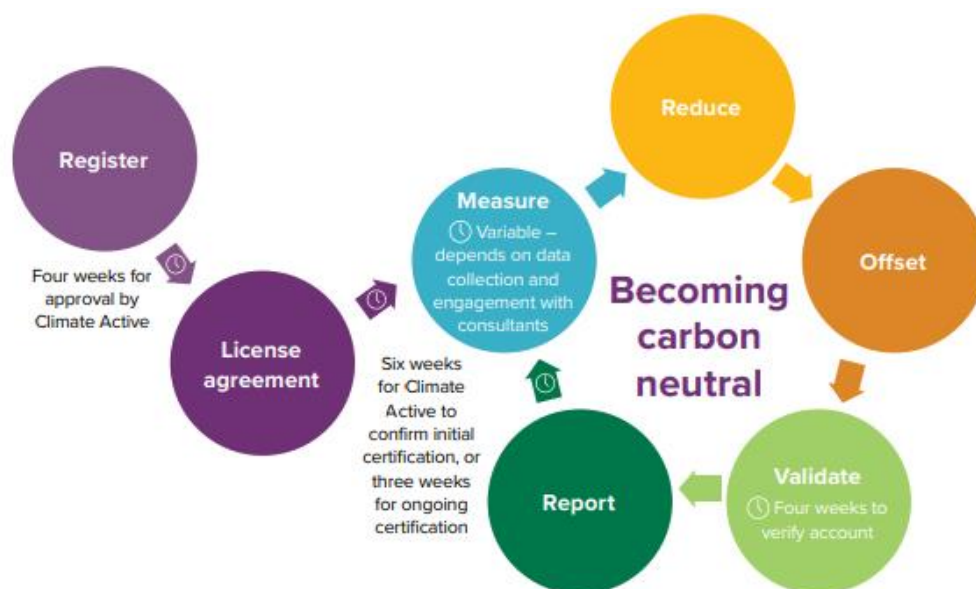 Register
Four weeks for
approval by
Climate Active
License
agreement
Six weeks
for Climate
Active to
confirm initial
certification, or
three weeks
for ongoing
certification
Measure
Variable –
depends on data
collection and
engagement with
consultants
Reduce
Offset
Validate
Four weeks to
verify account
Report
Becoming
carbon
neutral